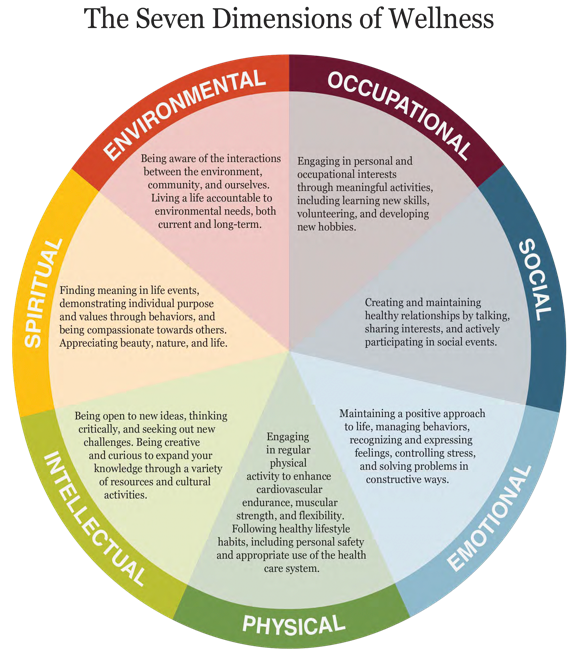 The Seven Dimensions of Wellness
OCCUPATIONAL
Engaging in personal and
occupational interests
through meaningful activities,
including learning new skills,
volunteering, and developing
new hobbies.
SOCIAL
Creating and maintaining
healthy relationships by talking,
sharing interests, and actively
participating in social events.
EMOTIONAL
Maintaining a positive approach
to life, managing behaviors,
recognizing and expressing
feelings, controlling stress,
and solving problems in
constructive ways.
PHYSICAL
Engaging
in regular
physical
activity to enhance
cardiovascular
endurance, muscular
strength, and flexibility.
Following healthy lifestyle
habits, including personal safety
and appropriate use of the health
care system.
INTELLECTUAL
Being open to new ideas, thinking
critically, and seeking out new
challenges. Being creative
and curious to expand your
knowledge through a variety
of resources and cultural
activities.
SPIRITUAL
Finding meaning in life events,
demonstrating individual purpose
and values through behaviors, and
being compassionate towards others.
Appreciating beauty, nature, and life.
ENVIRONMENTAL
Being aware of the interactions
between the environment,
community, and ourselves.
Living a life accountable to
environmental needs, both
current and long-term.